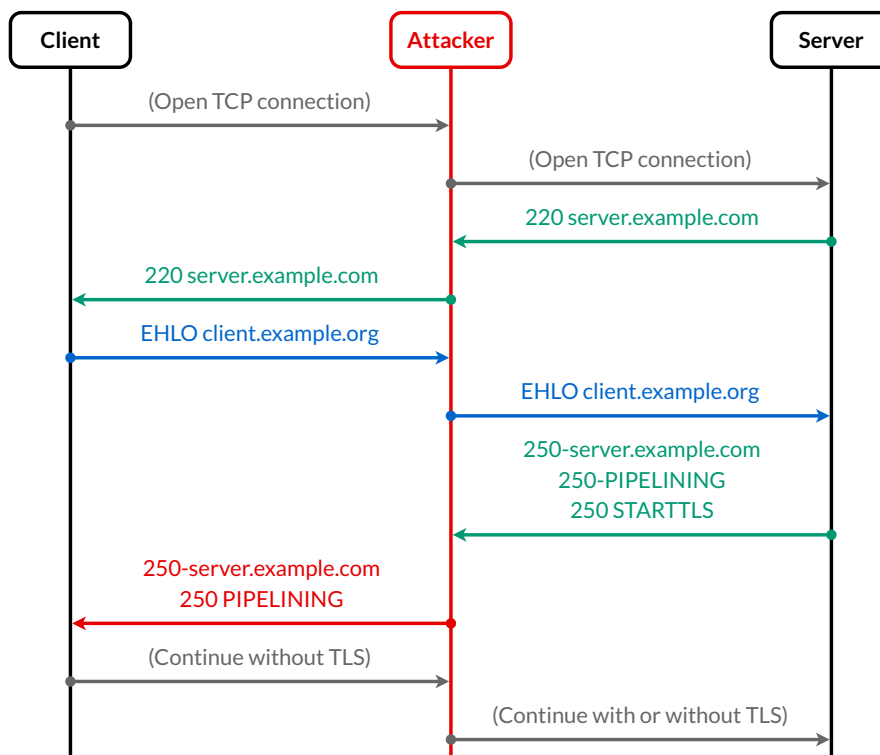 Client
Attacker
Server
(Open TCP connection)
(Open TCP connection)
220 server.example.com
220 server.example.com
EHLO client.example.org
EHLO client.example.org
250-server.example.com
250-PIPELINING
250 STARTTLS
250-server.example.com
250 PIPELINING
(Continue without TLS)
(Continue with or without TLS)